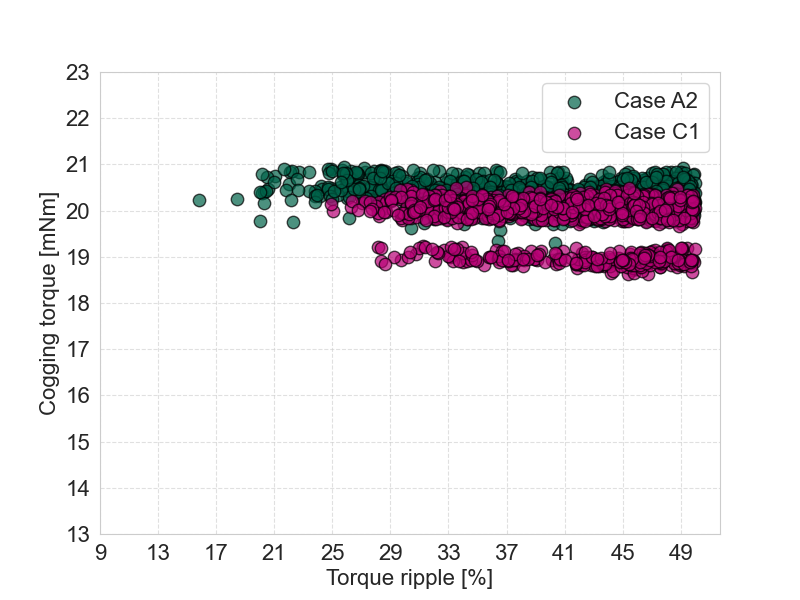 23
22
21
20
19
18
17
16
15
14
13
Cogging torque [mNm]
Case A2
Case C1
9 13 17 21 25 29 33 37 41 45 49
Torque ripple [%]